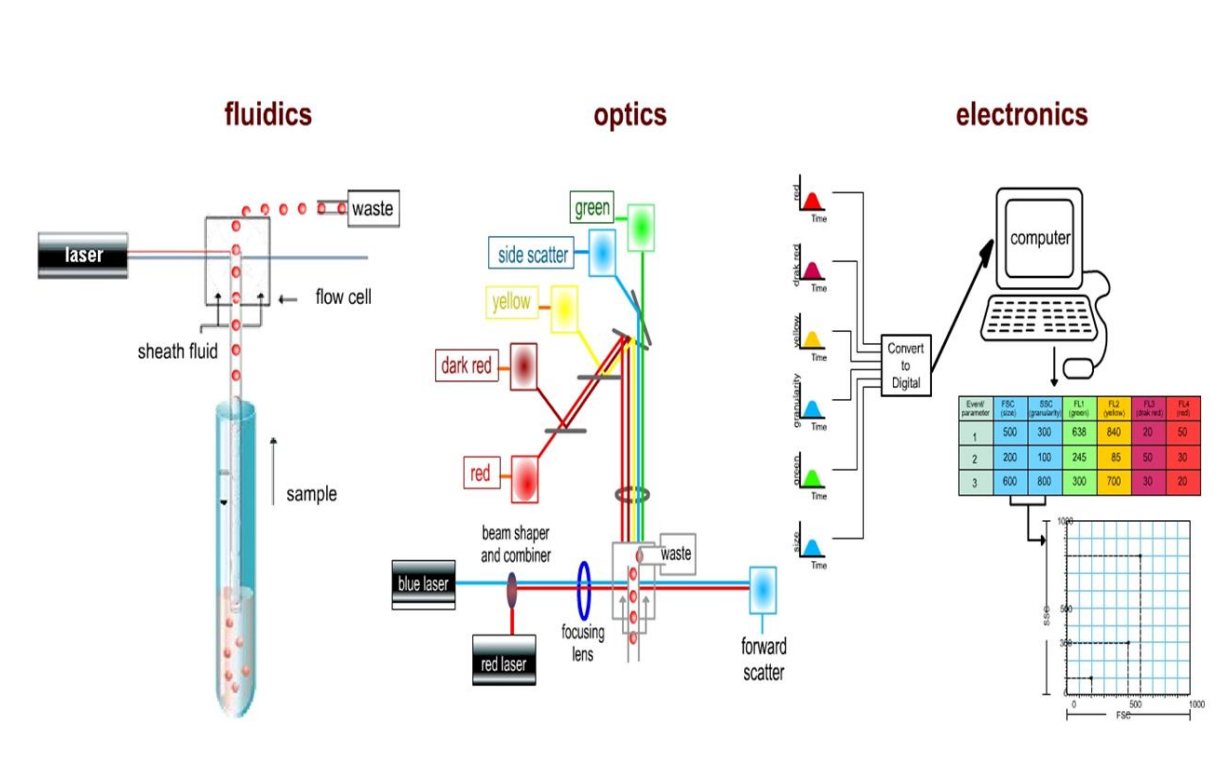 fluidics
optics
electronics
waste
laser
flow cell
sheath fluid
sample
green
side scatter
yellow
dark red
red
beam shaper
and combiner
waste
blue laser
focusing
lens
red laser
forward
scatter
red
Time
drak red
Time
yellow
Time
granularity
Time
green
Time
size
Time
Convert
to
Digital
computer
Event/ FSC SSC FL1 FL2 FL3 FL4
parameter (size) (granularity) (green) (yellow) (drak red) (red)
1 500 300 638 840 20 50
2 200 100 245 85 50 30
3 600 800 300 700 30 20
1000
500
SSC
0
0 500 1000
FSC